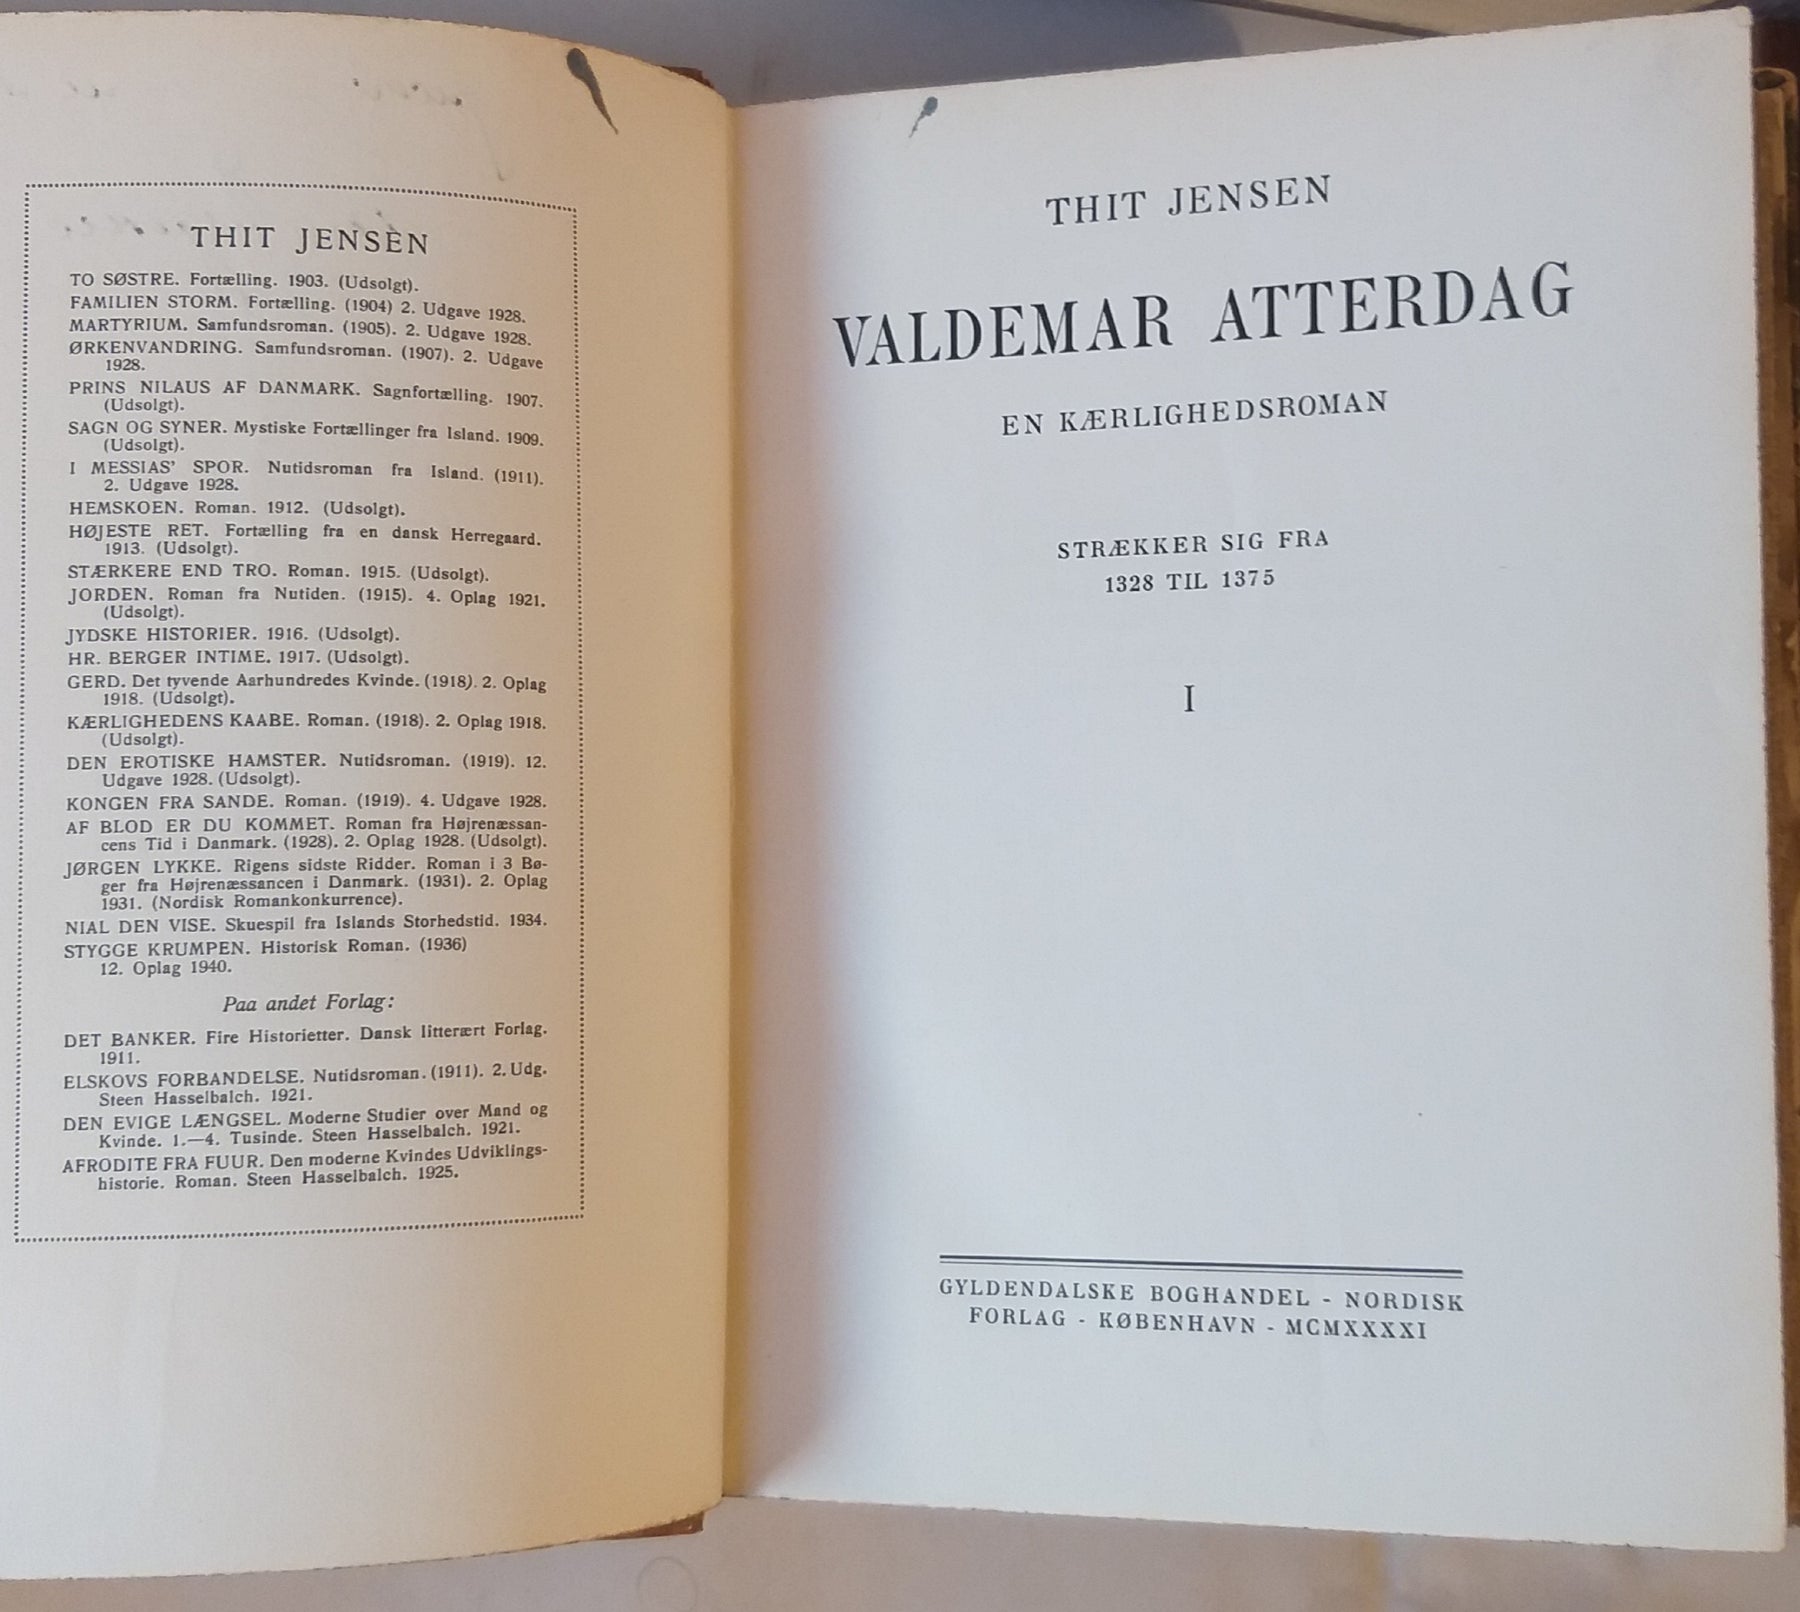 THIT JENSEN
TO SØSTRE. Fortælling. 1903. (Udsolgt).
FAMILIEN STORM. Fortælling. (1904) 2. Udgave 1928.
MARTYRIUM. Samfundsroman. (1905). 2. Udgave 1928.
ØRKENVANDRING. Samfundsroman. (1907). 2. Udgave
1928.
PRINS NILAUS AF DANMARK. Sagnfortælling. 1907.
(Udsolgt).
SAGN OG SYNER. Mystiske Fortællinger fra Island. 1909.
(Udsolgt).
I MESSIAS' SPOR. Nutidsroman fra Island. (1911).
2. Udgave 1928.
HEMSKOEN. Roman. 1912. (Udsolgt).
HØJESTE RET. Fortælling fra en dansk Herregaard.
1913. (Udsolgt).
STÆRKERE END TRO. Roman. 1915. (Udsolgt).
JORDEN. Roman fra Nutiden. (1915). 4. Oplag 1921.
(Udsolgt).
JYDSKE HISTORIER. 1916. (Udsolgt).
HR. BERGER INTIME. 1917. (Udsolgt).
GERD. Det tyvende Aarhundredes Kvinde. (1918). 2. Oplag
1918. (Udsolgt).
KÆRLIGHEDENS KAABE. Roman. (1918). 2. Oplag 1918.
(Udsolgt).
DEN EROTISKE HAMSTER. Nutidsroman. (1919). 12.
Udgave 1928. (Udsolgt).
KONGEN FRA SANDE. Roman. (1919). 4. Udgave 1928.
AF BLOD ER DU KOMMET. Roman fra Højrenæssan-
cens Tid i Danmark. (1928). 2. Oplag 1928. (Udsolgt).
JØRGEN LYKKE. Rigens sidste Ridder. Roman i 3 Bø-
ger fra Højrenæssancen i Danmark. (1931). 2. Oplag
1931. (Nordisk Romankonkurrence).
NIAL DEN VISE. Skuespil fra Islands Storhedstid. 1934.
STYGGE KRUMPEN. Historisk Roman. (1936)
12. Oplag 1940.
Paa andet Forlag:
DET BANKER. Fire Historietter. Dansk litterært Forlag.
1911.
ELSKOVS FORBANDELSE. Nutidsroman. (1911). 2. Udg.
Steen Hasselbalch. 1921.
DEN EVIGE LÆNGSEL. Moderne Studier over Mand og
Kvinde. 1.—4. Tusinde. Steen Hasselbalch. 1921.
AFRODITE FRA FUUR. Den moderne Kvindes Udviklings-
historie. Roman. Steen Hasselbalch. 1925.
THIT JENSEN
VALDEMAR ATTERDAG
EN KÆRLIGHEDSROMAN
STRÆKKER SIG FRA
1328 TIL 1375
I
GYLDENDALSKE BOGHANDEL - NORDISK
FORLAG - KØBENHAVN - MCMXXXXI